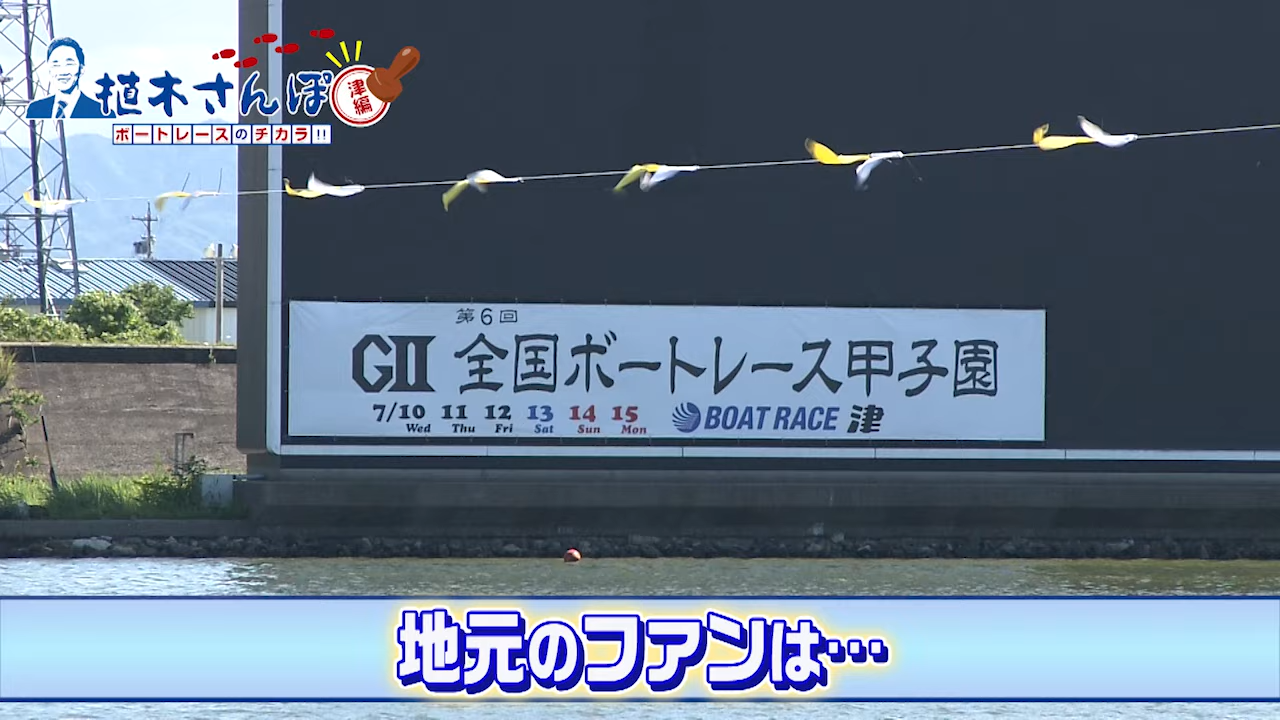 植木さんぽ 津編
ボートレースのチカラ!!
第6回
GII 全国ボートレース甲子園
7/10 11 12 13 14 15 BOAT RACE 津
Wed Thu Fri Sat Sun Mon
地元のファンは…